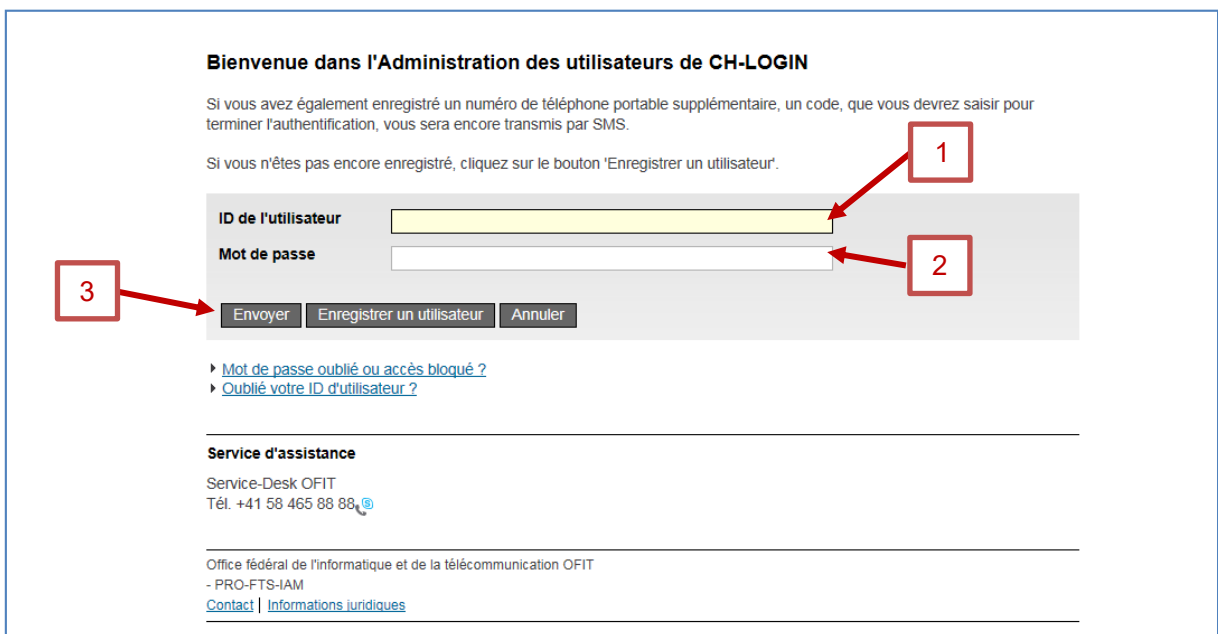 Bienvenue dans l'Administration des utilisateurs de CH-LOGIN
Si vous avez également enregistré un numéro de téléphone portable supplémentaire, un code, que vous devrez saisir pour
terminer l'authentification, vous sera encore transmis par SMS.
Si vous n'êtes pas encore enregistré, cliquez sur le bouton 'Enregistrer un utilisateur'.
1
ID de l'utilisateur
Mot de passe
2
3
Envoyer Enregistrer un utilisateur Annuler
Mot de passe oublié ou accès bloqué ?
Oublié votre ID d'utilisateur ?
Service d'assistance
Service-Desk OFIT
Tél. +41 58 465 88 88
Office fédéral de l'informatique et de la télécommunication OFIT
- PRO-FTS-IAM
Contact | Informations juridiques